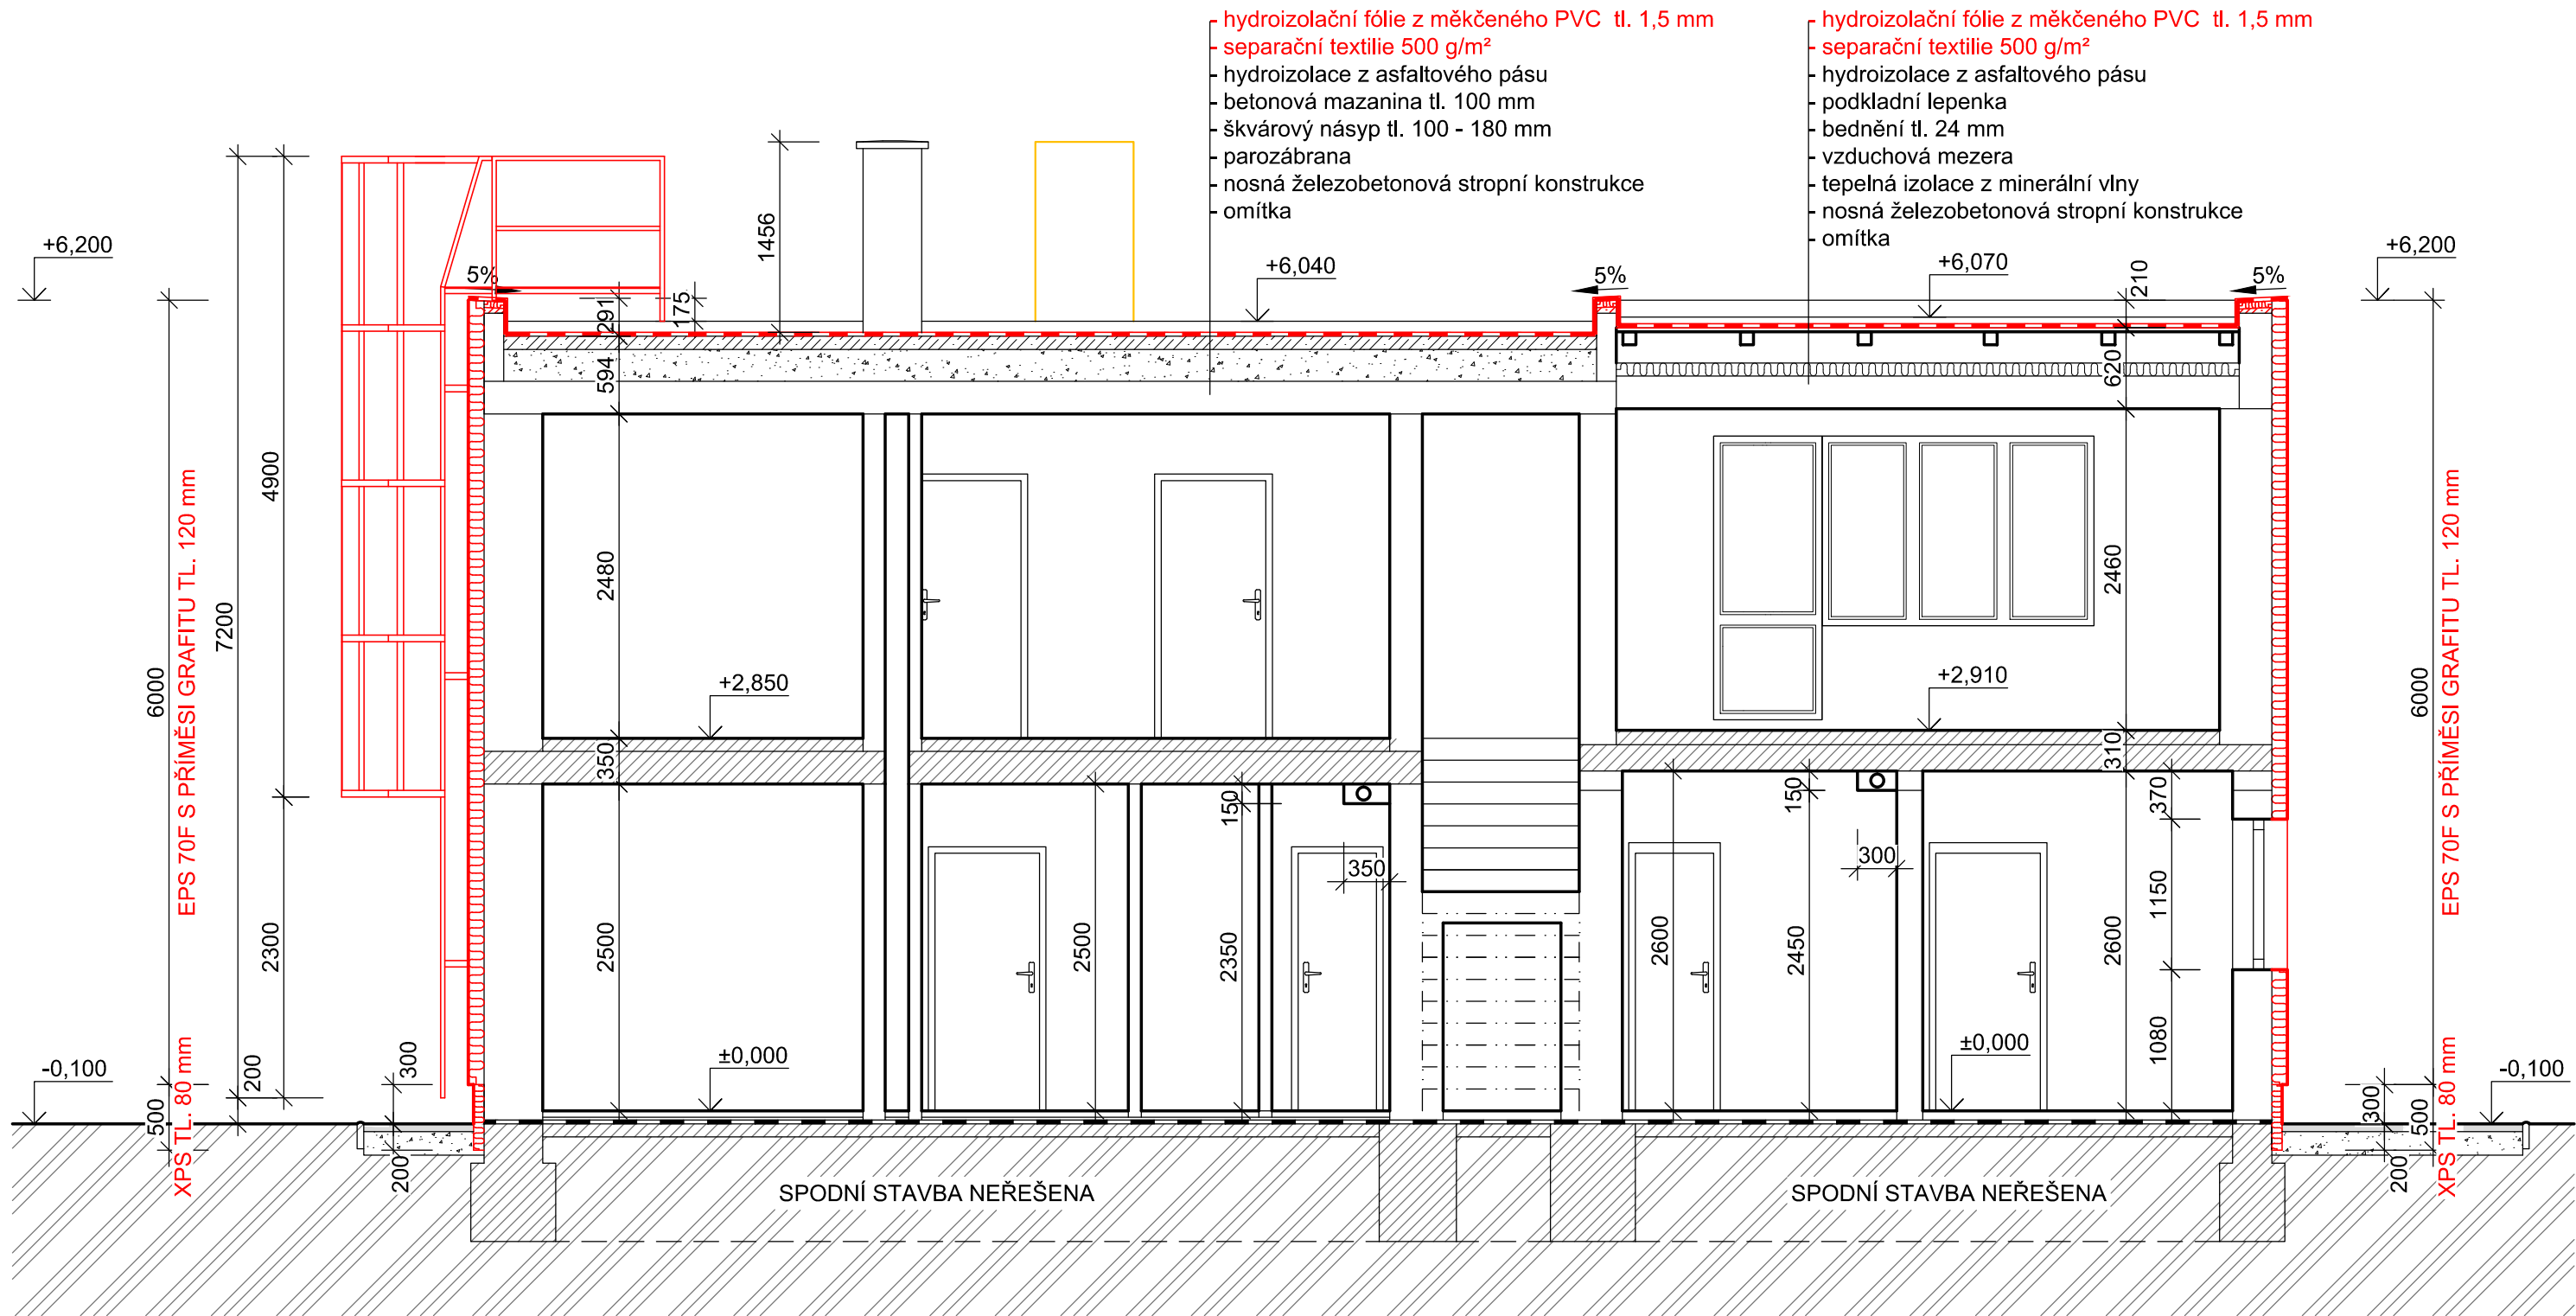 hydroizolační fólie z měkčeného PVC tl. 1,5 mm
separační textilie 500 g/m²
hydroizolace z asfaltového pásu
betonová mazanina tl. 100 mm
škvárový násyp tl. 100 - 180 mm
parozábrana
nosná železobetonová stropní konstrukce
omítka
hydroizolační fólie z měkčeného PVC tl. 1,5 mm
separační textilie 500 g/m²
hydroizolace z asfaltového pásu
podkladní lepenka
bednění tl. 24 mm
vzduchová mezera
tepelná izolace z minerální vlny
nosná železobetonová stropní konstrukce
omítka
+6,200
5%
1456
+6,040
5%
+6,070
210
5%
+6,200
291
175
594
620
4900
7200
6000
EPS 70F S PŘÍMĚSI GRAFITU TL. 120 mm
2480
2460
6000
EPS 70F S PŘÍMĚSI GRAFITU TL. 120 mm
+2,850
+2,910
350
310
150
150
370
350
300
2300
2500
2500
2350
2600
2450
2600
1150
1080
-0,100
200
300
±0,000
±0,000
-0,100
500
XPS TL. 80 mm
200
300
500
200
XPS TL. 80 mm
SPODNÍ STAVBA NEŘEŠENA
SPODNÍ STAVBA NEŘEŠENA